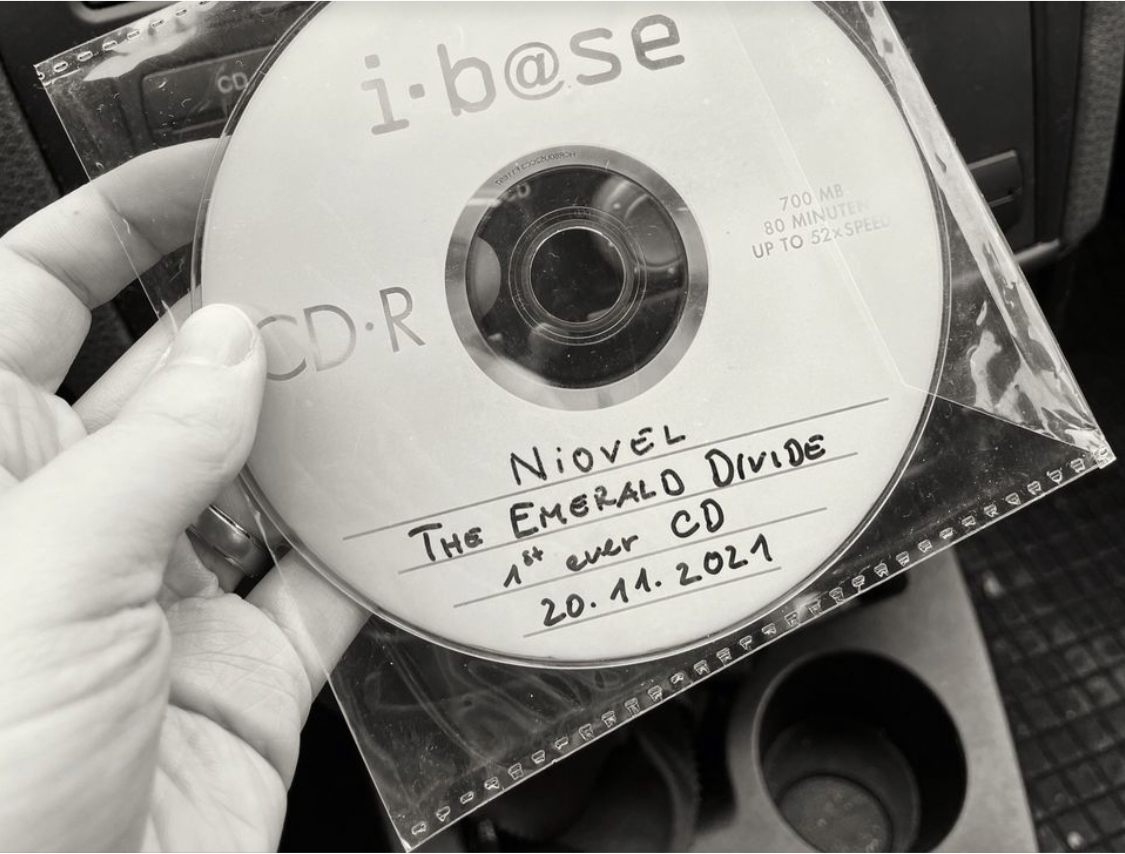 CD
i·b@se
700 MB
80 MINUTEN
UP TO 52x SPEED
CD·R
NiOVEL
THE EMERALD DIVIDE
1st ever CD
20.11.2021